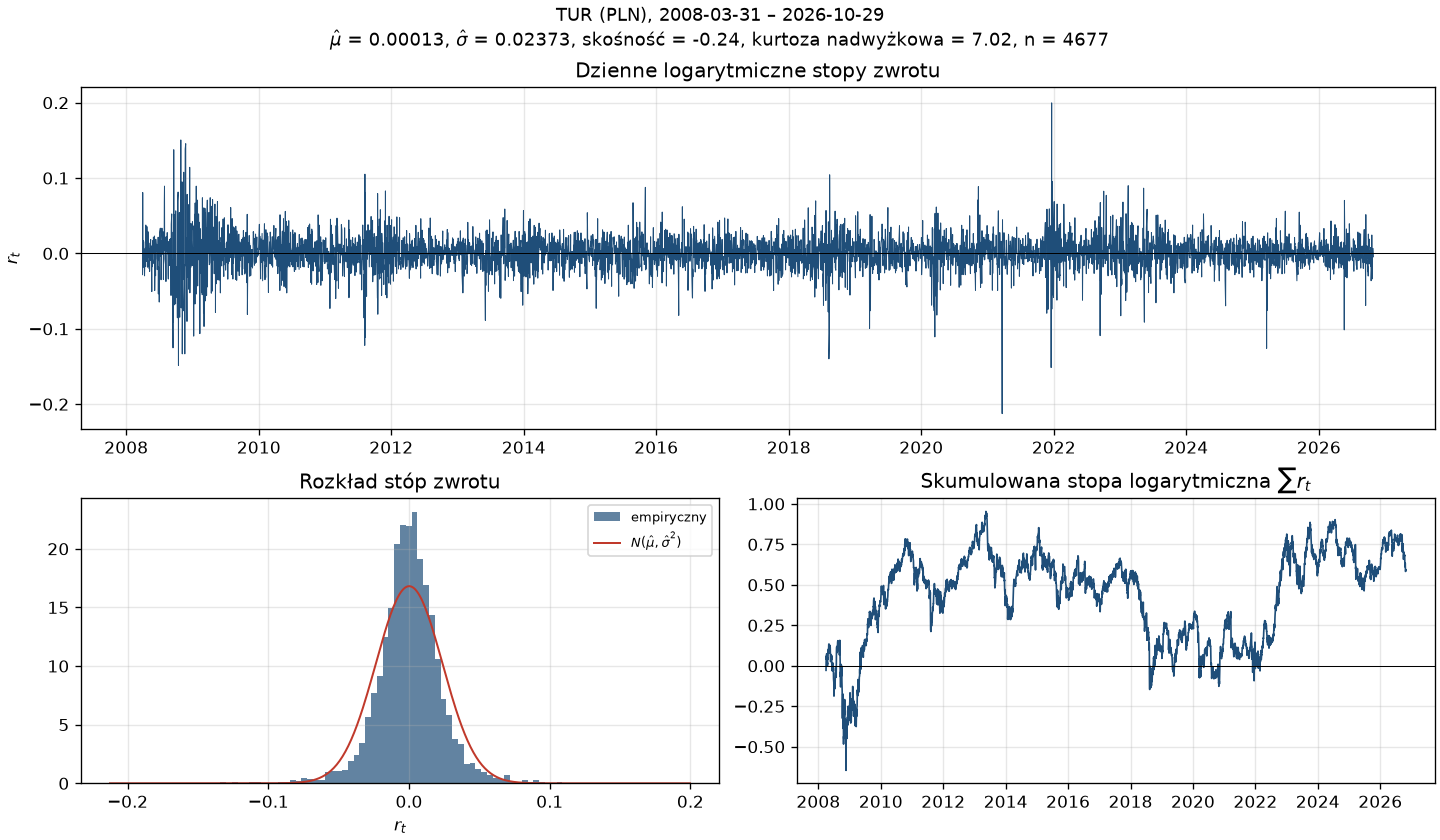 TUR (PLN), 2008-03-31 – 2026-10-29
μ̂ = 0.00013, σ̂ = 0.02373, skośność = -0.24, kurtoza nadwyżkowa = 7.02, n = 4677
Dzienne logarytmiczne stopy zwrotu
0.2
0.1
0.0
−0.1
−0.2
r_t
2008 2010 2012 2014 2016 2018 2020 2022 2024 2026
Rozkład stóp zwrotu
empiryczny
N(μ̂, σ̂²)
20
15
10
5
0
−0.2 −0.1 0.0 0.1 0.2
r_t
Skumulowana stopa logarytmiczna ∑r_t
1.00
0.75
0.50
0.25
0.00
−0.25
−0.50
2008 2010 2012 2014 2016 2018 2020 2022 2024 2026